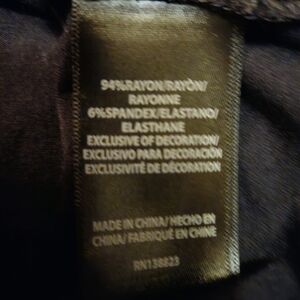 94%RAYON/RAYÒN/
RAYONNE
6%SPANDEX/ELASTANO/
ELASTHANE
EXCLUSIVE OF DECORATION/
EXCLUSIVO PARA DECORACIÓN
EXCLUSIVITÉ DE DÉCORATION
MADE IN CHINA/ HECHO EN
CHINA/ FABRIQUÉ EN CHINE
RN138823